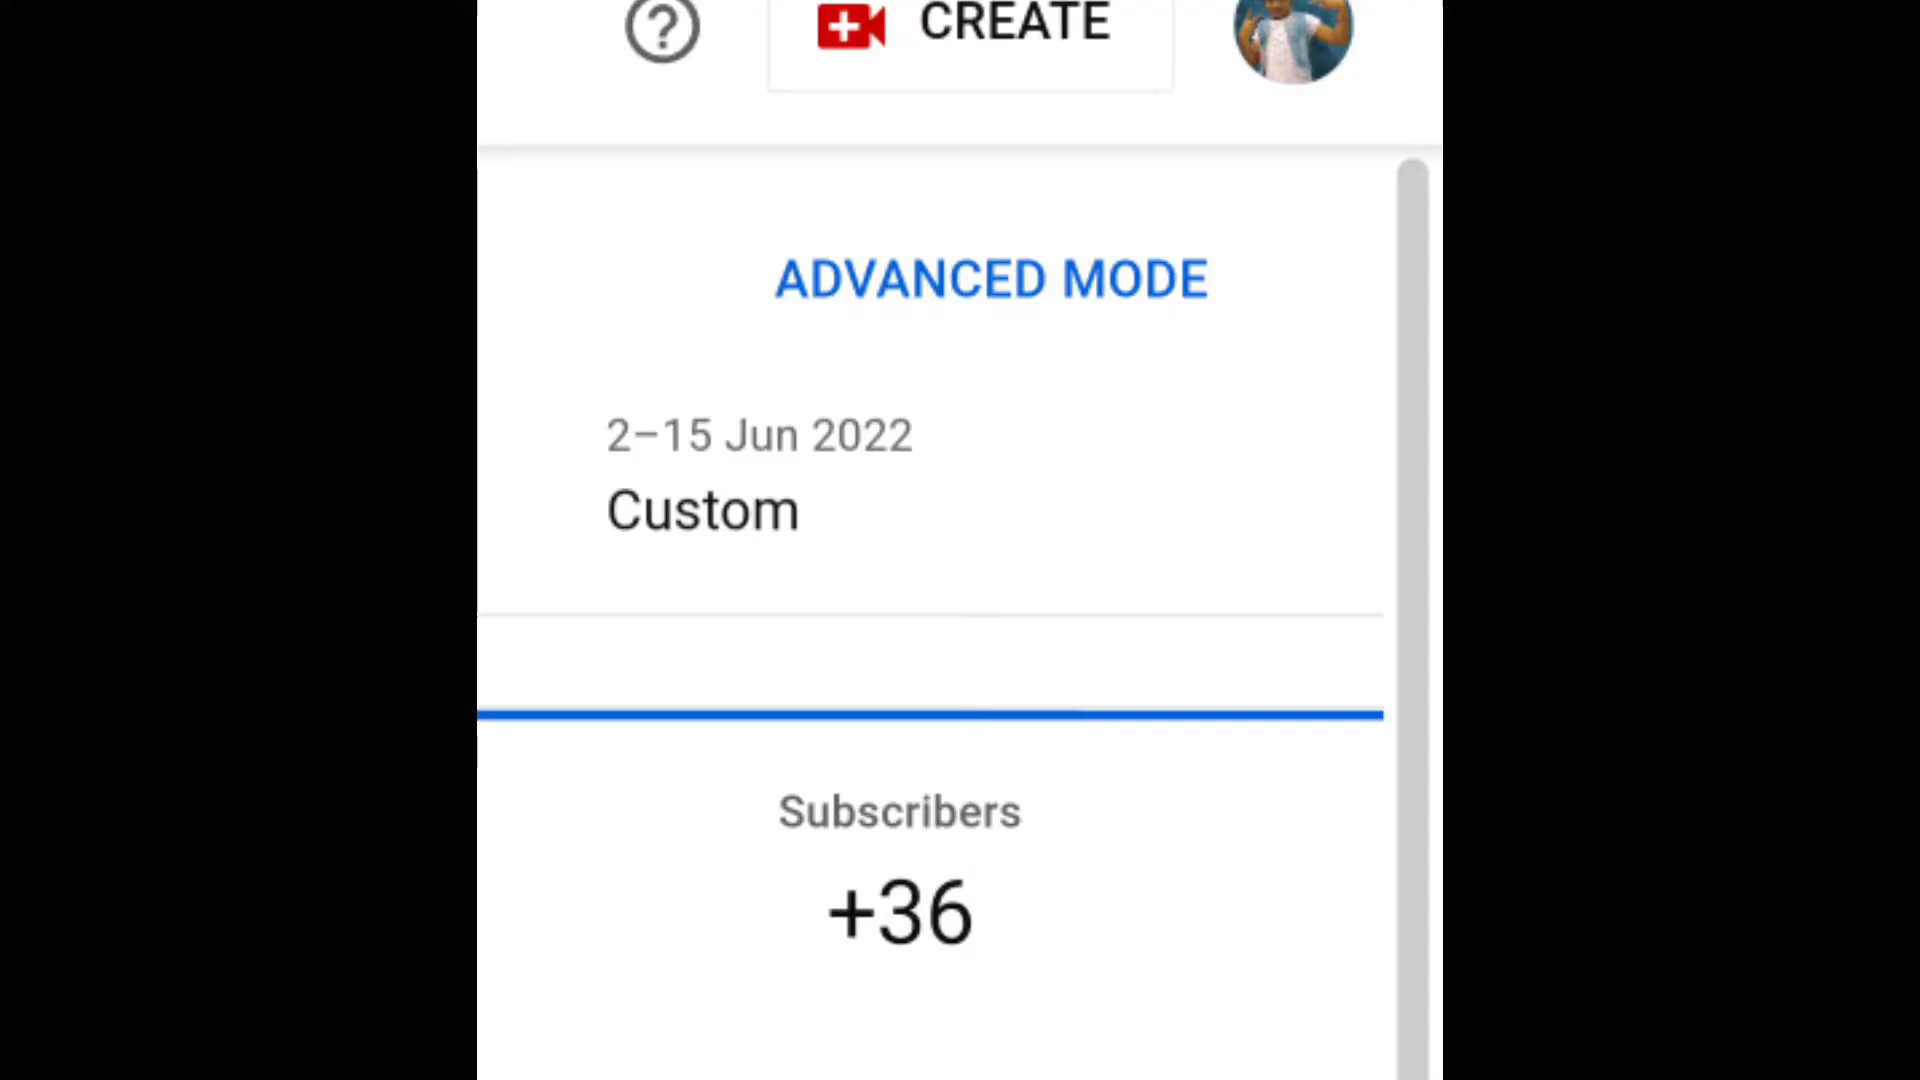 CREATE
ADVANCED MODE
2–15 Jun 2022
Custom
Subscribers
+36